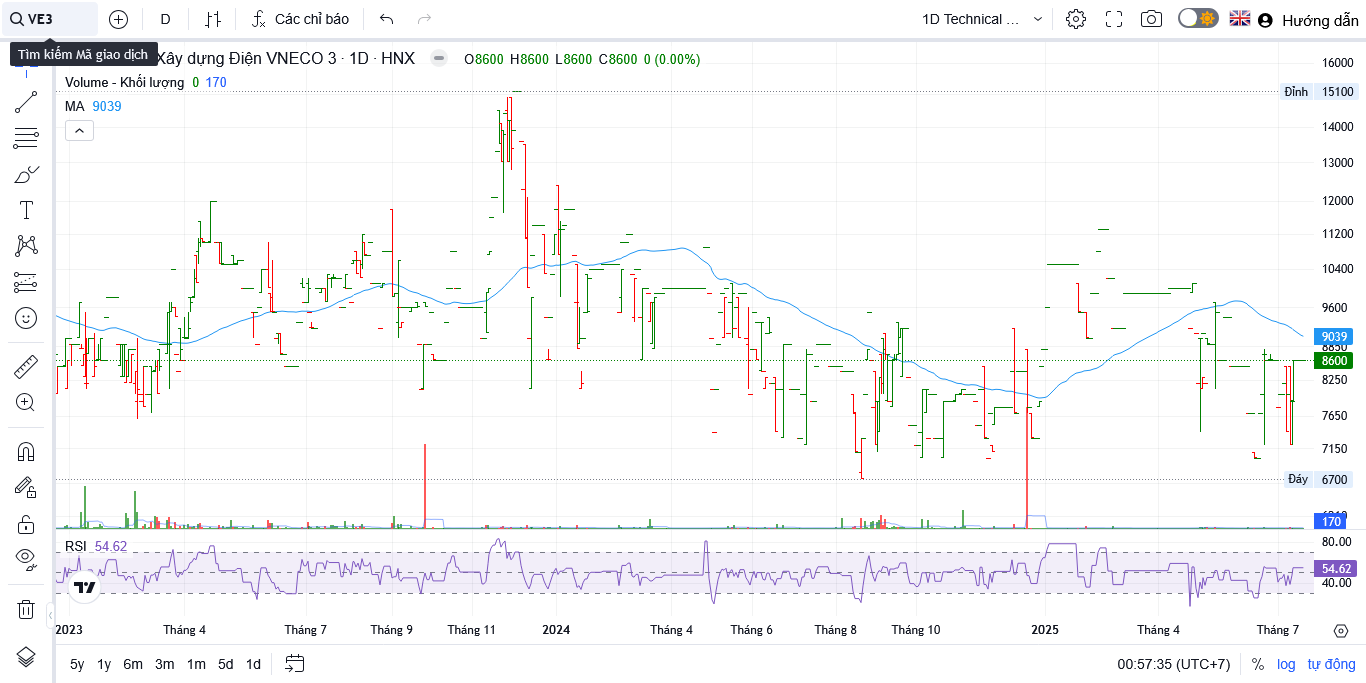 VE3 D Các chỉ báo 1D Technical ... Hướng dẫn
Tìm kiếm Mã giao dịch
Xây dựng Điện VNECO 3 · 1D · HNX O8600 H8600 L8600 C8600 0 (0.00%)
Volume - Khối lượng 0 170
MA 9039
16000
Đỉnh 15100
14000
13000
12000
11200
10400
9600
9039
8850
8600
8250
7650
7150
Đáy 6700
170
RSI 54.62
80.00
54.62
40.00
2023 Tháng 4 Tháng 7 Tháng 9 Tháng 11 2024 Tháng 4 Tháng 6 Tháng 8 Tháng 10 2025 Tháng 4 Tháng 7
5y 1y 6m 3m 1m 5d 1d 00:57:35 (UTC+7) % log tự động